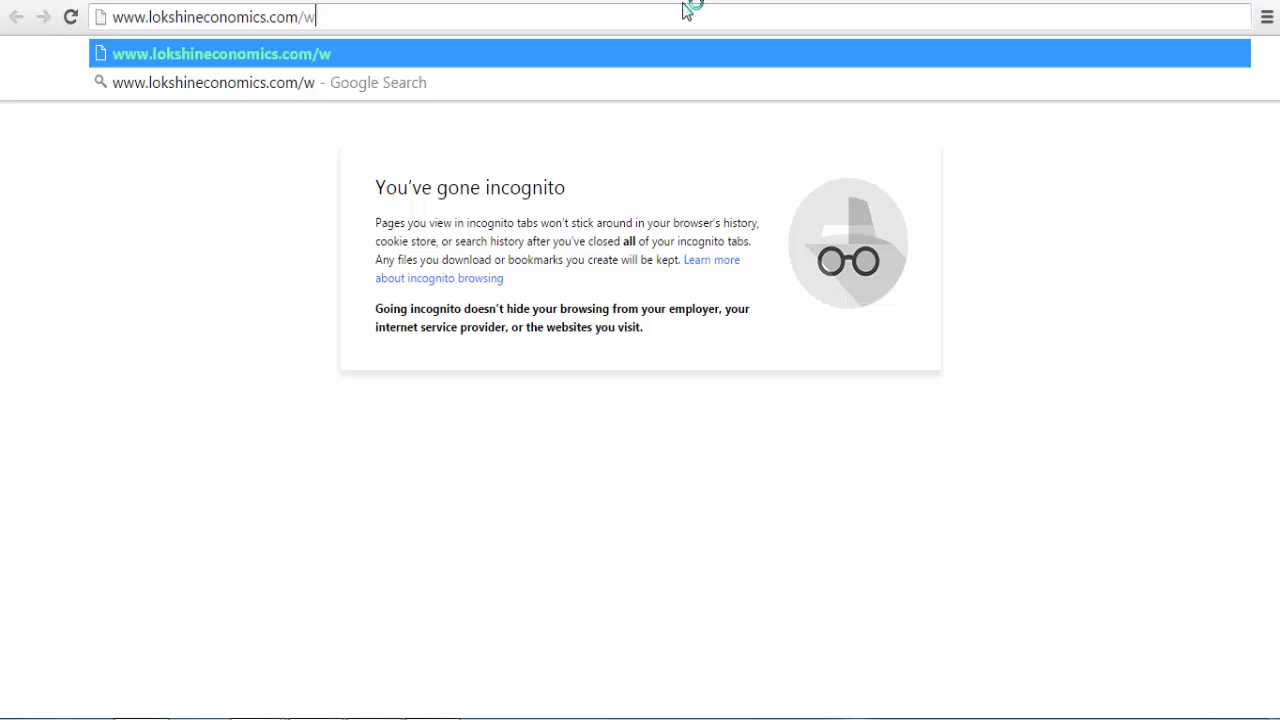 www.lokshineconomics.com/w
www.lokshineconomics.com/w
www.lokshineconomics.com/w - Google Search
You've gone incognito
Pages you view in incognito tabs won't stick around in your browser's history,
cookie store, or search history after you've closed all of your incognito tabs.
Any files you download or bookmarks you create will be kept. Learn more
about incognito browsing
Going incognito doesn't hide your browsing from your employer, your
internet service provider, or the websites you visit.